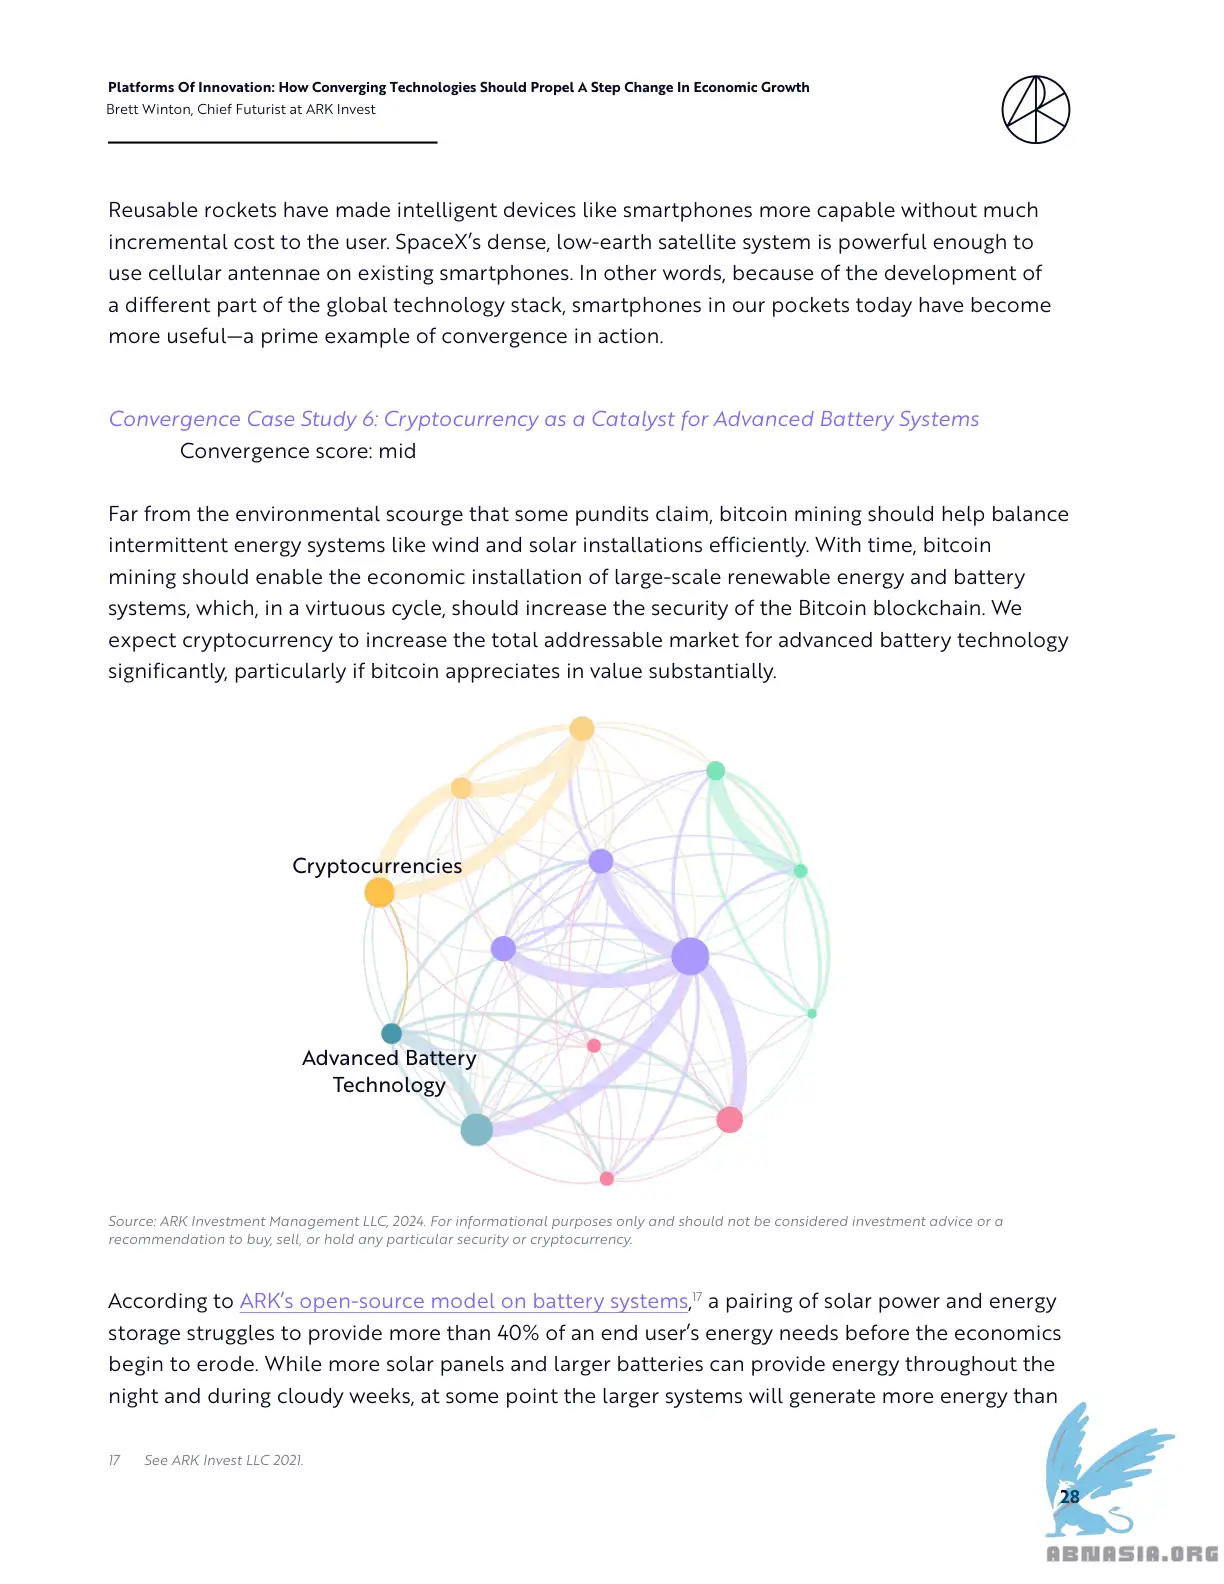 Platforms Of Innovation: How Converging Technologies Should Propel A Step Change In Economic Growth
Brett Winton, Chief Futurist at ARK Invest
Reusable rockets have made intelligent devices like smartphones more capable without much
incremental cost to the user. SpaceX’s dense, low-earth satellite system is powerful enough to
use cellular antennae on existing smartphones. In other words, because of the development of
a different part of the global technology stack, smartphones in our pockets today have become
more useful—a prime example of convergence in action.
Convergence Case Study 6: Cryptocurrency as a Catalyst for Advanced Battery Systems
Convergence score: mid
Far from the environmental scourge that some pundits claim, bitcoin mining should help balance
intermittent energy systems like wind and solar installations efficiently. With time, bitcoin
mining should enable the economic installation of large-scale renewable energy and battery
systems, which, in a virtuous cycle, should increase the security of the Bitcoin blockchain. We
expect cryptocurrency to increase the total addressable market for advanced battery technology
significantly, particularly if bitcoin appreciates in value substantially.
Cryptocurrencies
Advanced Battery
Technology
Source: ARK Investment Management LLC, 2024. For informational purposes only and should not be considered investment advice or a
recommendation to buy, sell, or hold any particular security or cryptocurrency.
According to ARK’s open-source model on battery systems,17 a pairing of solar power and energy
storage struggles to provide more than 40% of an end user’s energy needs before the economics
begin to erode. While more solar panels and larger batteries can provide energy throughout the
night and during cloudy weeks, at some point the larger systems will generate more energy than
17 See ARK Invest LLC 2021.
28
ABNASIA.ORG